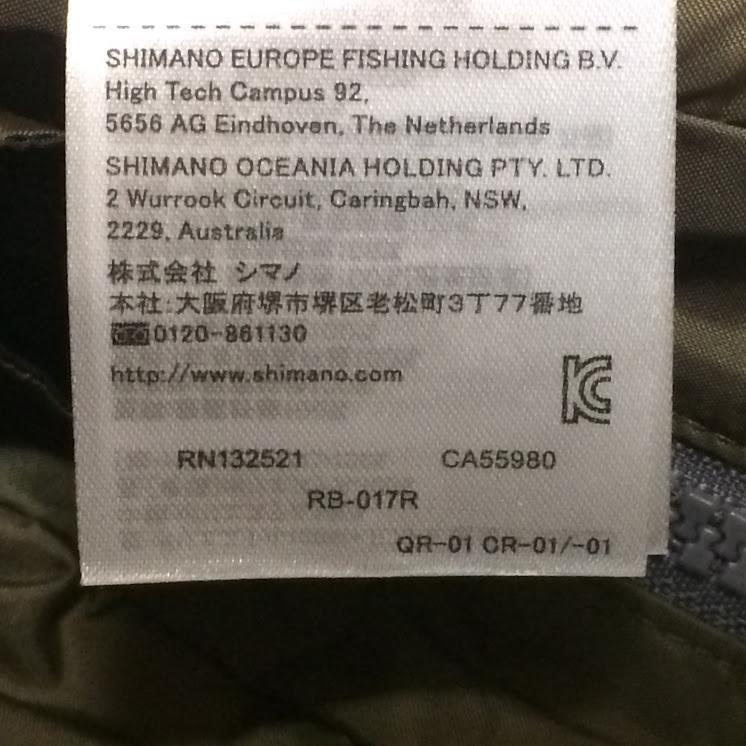 SHIMANO EUROPE FISHING HOLDING B.V.
High Tech Campus 92,
5656 AG Eindhoven, The Netherlands
SHIMANO OCEANIA HOLDING PTY. LTD.
2 Wurrook Circuit, Caringbah, NSW,
2229, Australia
株式会社 シマノ
本社:大阪府堺市堺区老松町3丁77番地
0120-861130
http://www.shimano.com
KC
RN132521 CA55980
RB-017R
QR-01 CR-01/-01